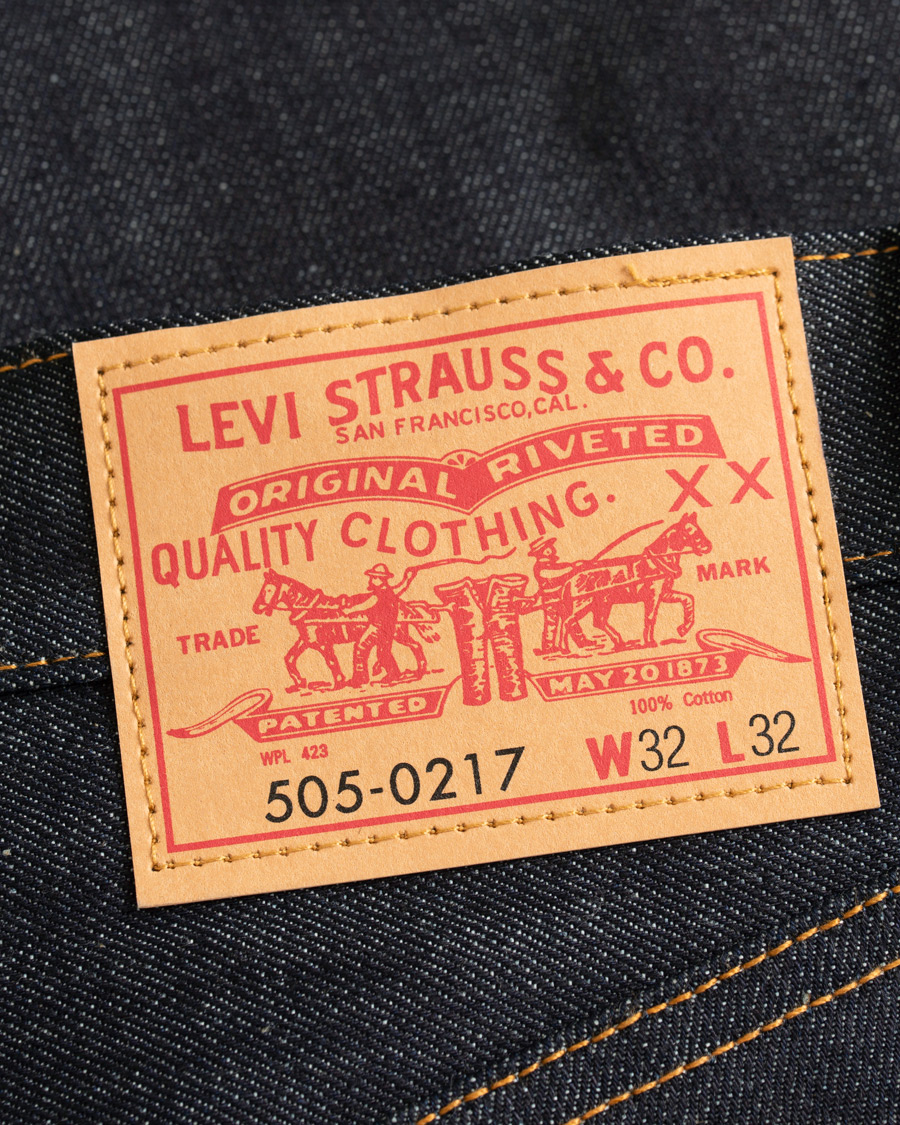 LEVI STRAUSS & CO.
SAN FRANCISCO, CAL.
ORIGINAL RIVETED
QUALITY CLOTHING. XX
TRADE MARK
PATENTED MAY 20 1873
WPL 423 100% Cotton
505-0217 W32 L32